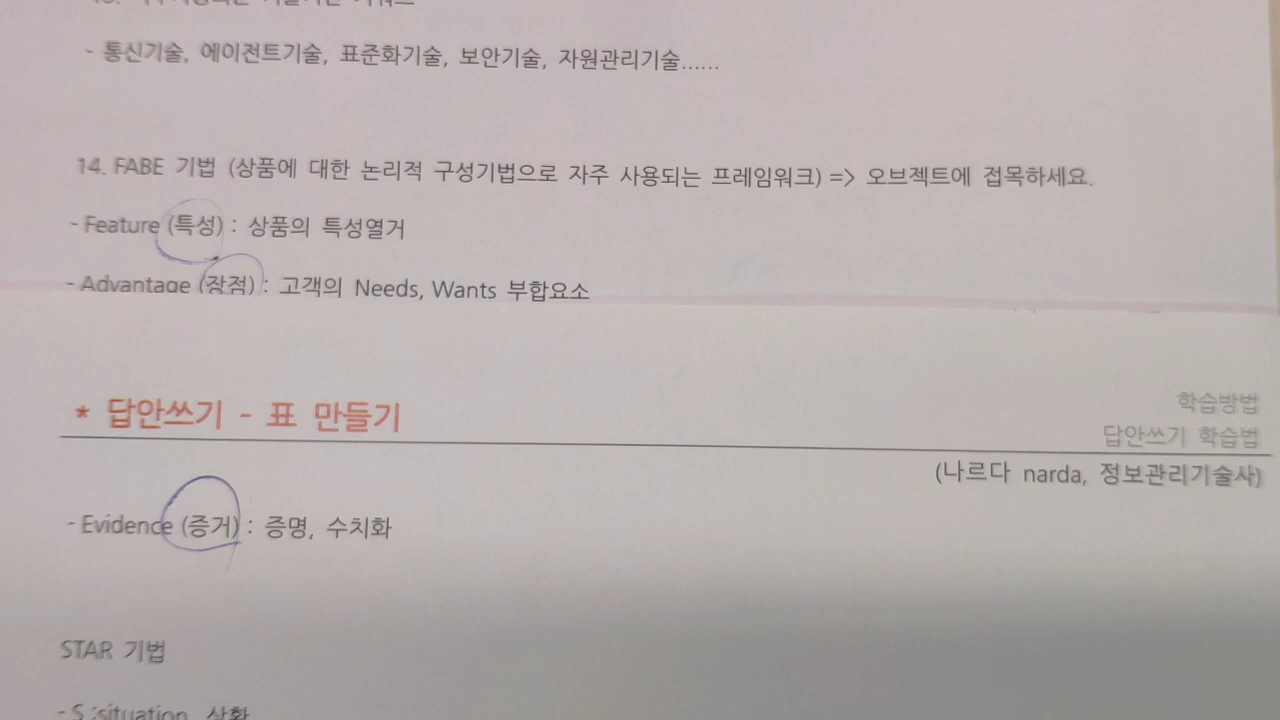 - 통신기술, 에이전트기술, 표준화기술, 보안기술, 자원관리기술......
14. FABE 기법 (상품에 대한 논리적 구성기법으로 자주 사용되는 프레임워크) => 오브젝트에 접목하세요.
- Feature (특성) : 상품의 특성열거
- Advantage (장점) : 고객의 Needs, Wants 부합요소
학습방법
* 답안쓰기 - 표 만들기
답안쓰기 학습법
(나르다 narda, 정보관리기술사)
- Evidence (증거) : 증명, 수치화
STAR 기법
- S :situation, 상황